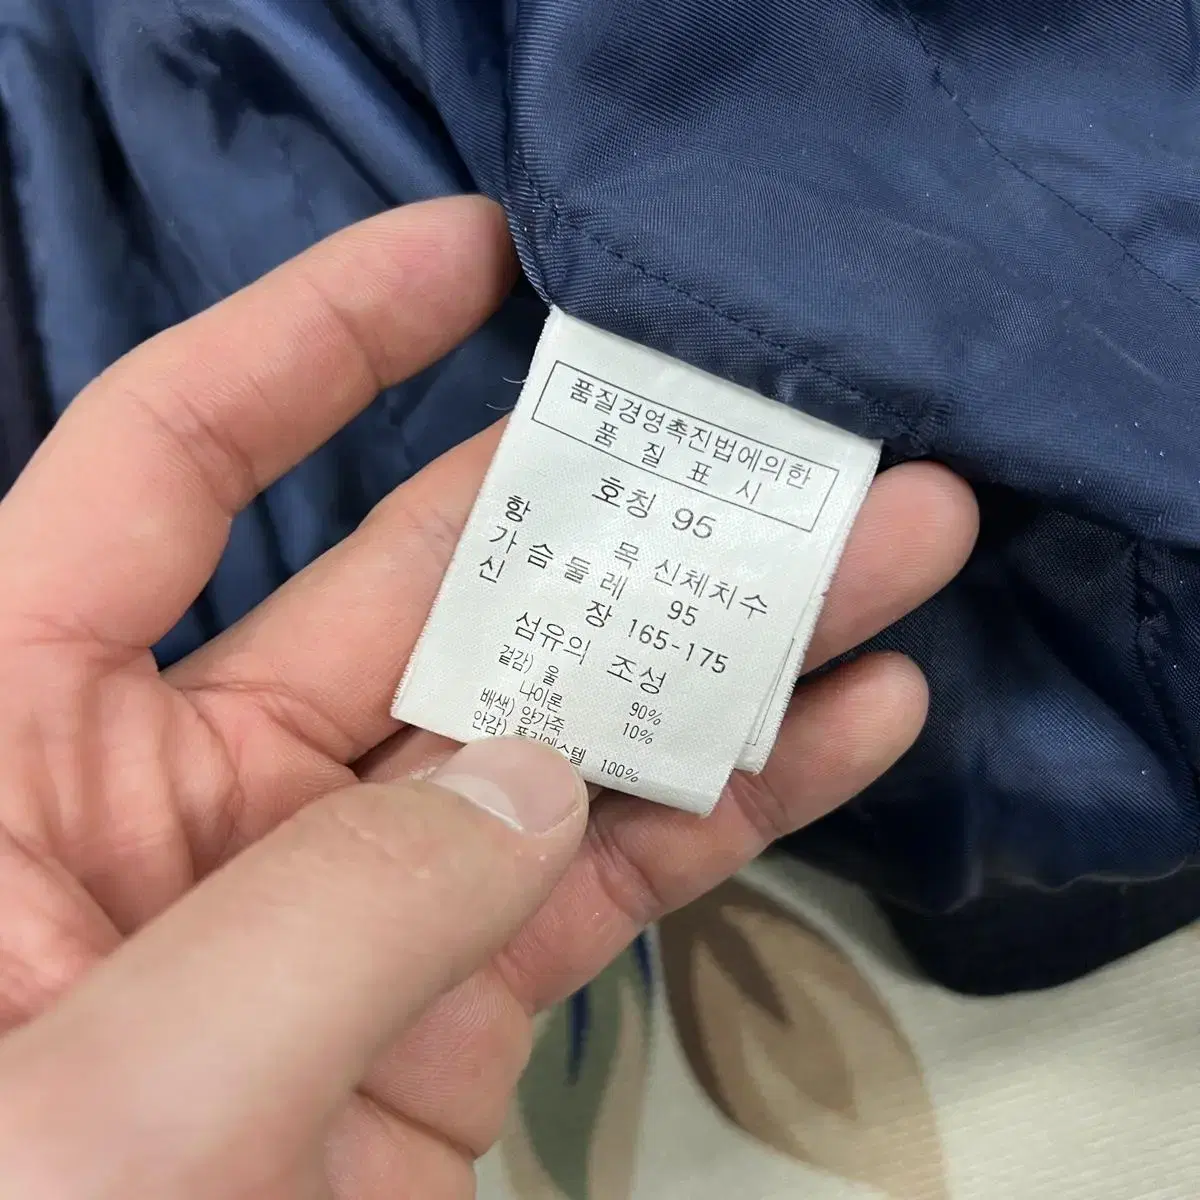 품질경영촉진법에의한
품 질 표 시
호칭 95
항 목 신체치수
가슴둘레 95
신 장 165-175
섬유의 조성
겉감) 울 90%
나이론 10%
배색) 양가죽
안감) 폴리에스텔 100%